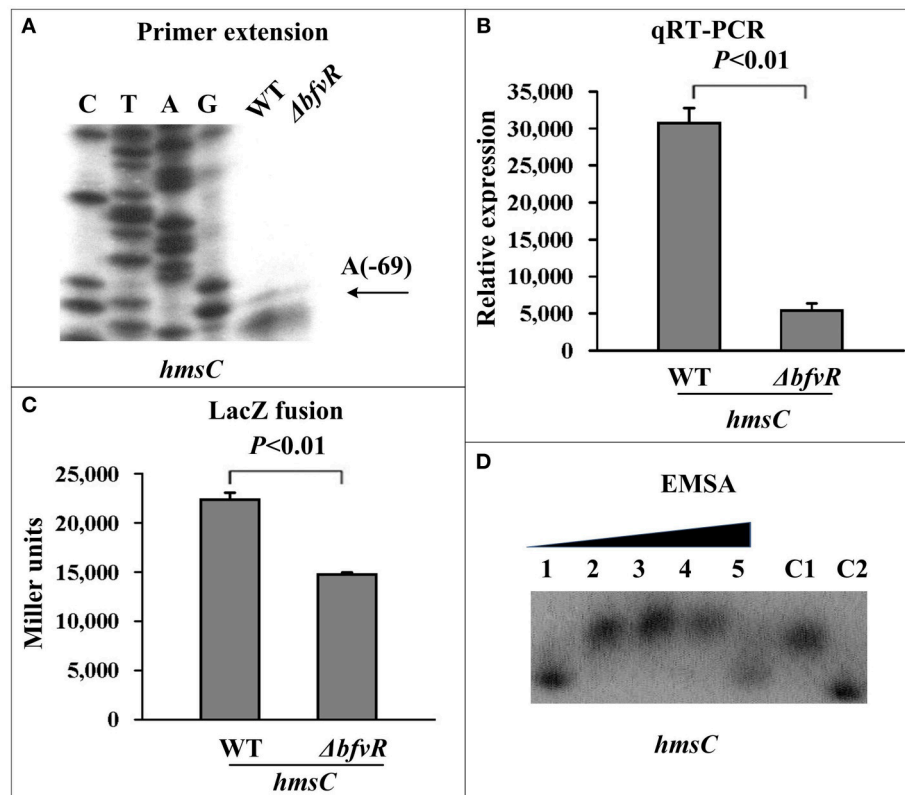 A
Primer extension
C T A G WT ΔbfvR
A(-69)
hmsC
B
qRT-PCR
P<0.01
Relative expression
35,000
30,000
25,000
20,000
15,000
10,000
5,000
0
WT ΔbfvR
hmsC
C
LacZ fusion
P<0.01
Miller units
25,000
20,000
15,000
10,000
5,000
0
WT ΔbfvR
hmsC
D
EMSA
1 2 3 4 5 C1 C2
hmsC